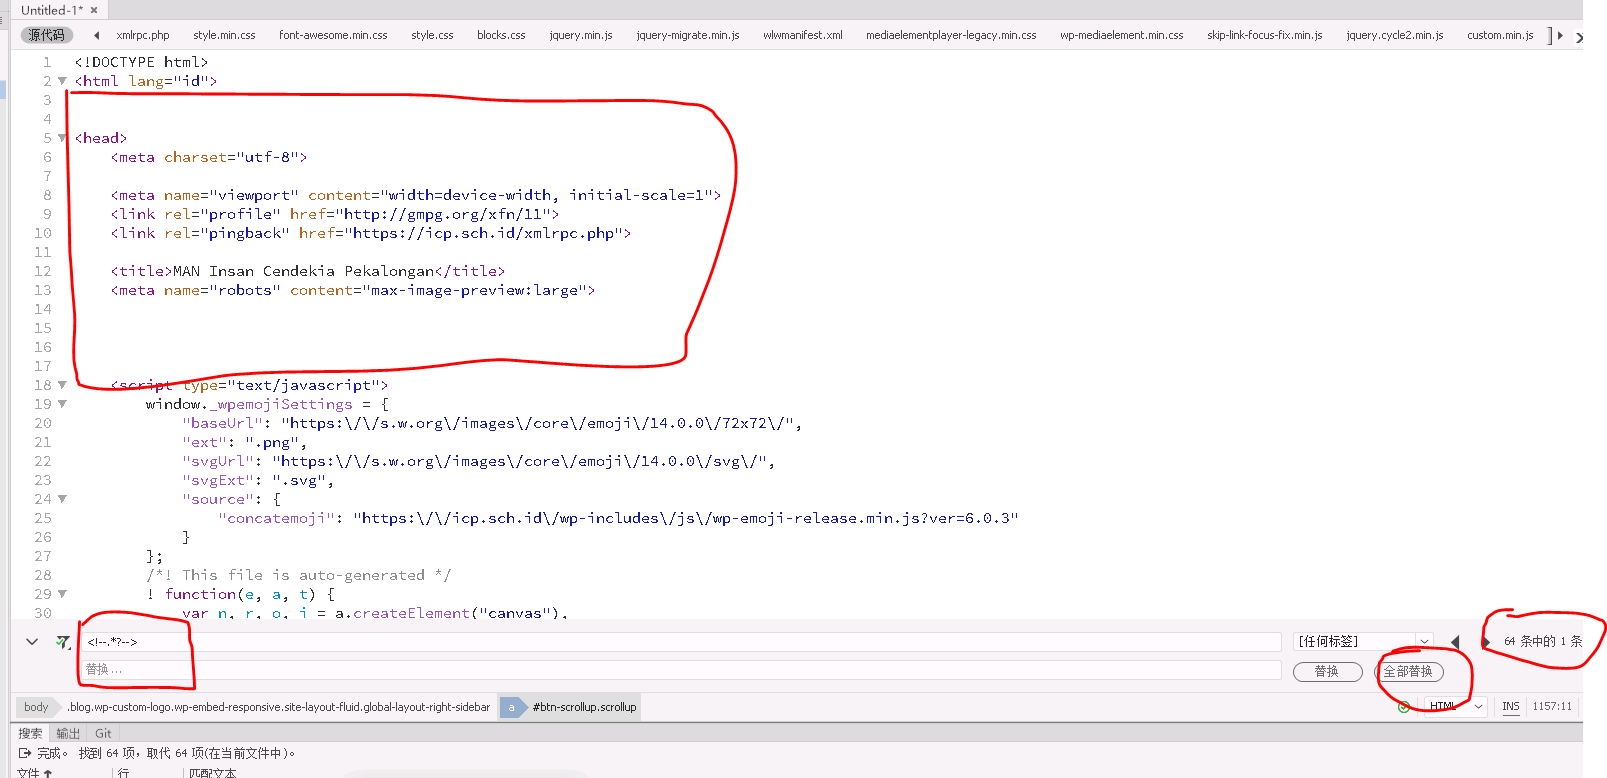 Untitled-1* ×
源代码 xmlrpc.php style.min.css font-awesome.min.css style.css blocks.css jquery.min.js jquery-migrate.min.js wlwmanifest.xml mediaelementplayer-legacy.min.css wp-mediaelement.min.css skip-link-focus-fix.min.js jquery.cycle2.min.js custom.min.js
1 <!DOCTYPE html>
2 <html lang="id">
3
4
5 <head>
6 <meta charset="utf-8">
7
8 <meta name="viewport" content="width=device-width, initial-scale=1">
9 <link rel="profile" href="http://gmpg.org/xfn/11">
10 <link rel="pingback" href="https://icp.sch.id/xmlrpc.php">
11
12 <title>MAN Insan Cendekia Pekalongan</title>
13 <meta name="robots" content="max-image-preview:large">
14
15
16
17
18 <script type="text/javascript">
19 window._wpemojiSettings = {
20 "baseUrl": "https:\/\/s.w.org\/images\/core\/emoji\/14.0.0\/72x72\/",
21 "ext": ".png",
22 "svgUrl": "https:\/\/s.w.org\/images\/core\/emoji\/14.0.0\/svg\/",
23 "svgExt": ".svg",
24 "source": {
25 "concatemoji": "https:\/\/icp.sch.id\/wp-includes\/js\/wp-emoji-release.min.js?ver=6.0.3"
26 }
27 };
28 /*! This file is auto-generated */
29 ! function(e, a, t) {
30 var n, r, o, i = a.createElement("canvas"),
<!--.*?--> [任何标签] 64 条中的 1 条
替换... 替换 全部替换
body .blog.wp-custom-logo.wp-embed-responsive.site-layout-fluid.global-layout-right-sidebar a #btn-scrollup.scrollup HTML INS 1157:11
搜索 输出 Git
完成。 找到 64 项，取代 64 项(在当前文件中)。
文件 行 匹配文本